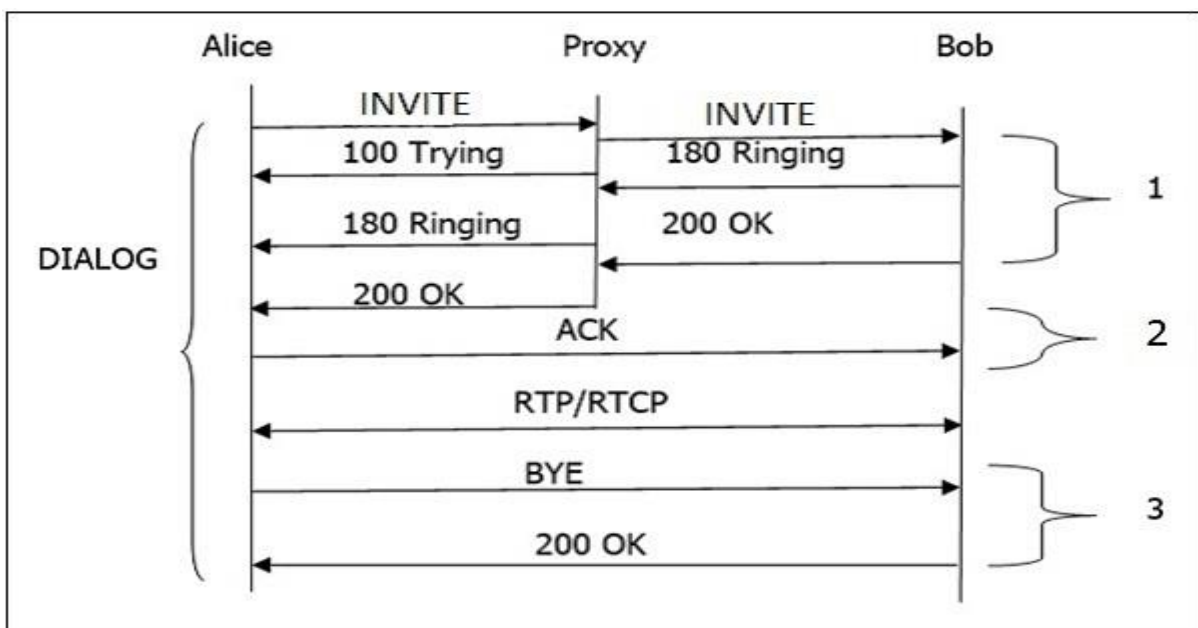 Alice Proxy Bob
INVITE INVITE
100 Trying 180 Ringing
1
180 Ringing 200 OK
DIALOG
200 OK
ACK 2
RTP/RTCP
BYE
3
200 OK